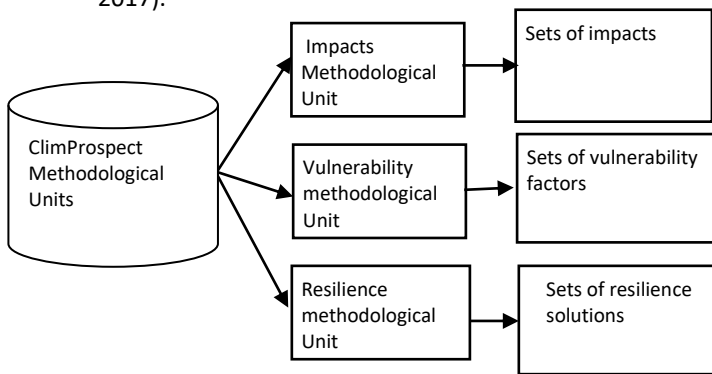 2017).
Impacts
Methodological
Unit
Sets of impacts
ClimProspect
Methodological
Units
Vulnerability
methodological
Unit
Sets of vulnerability
factors
Resilience
methodological
Unit
Sets of resilience
solutions